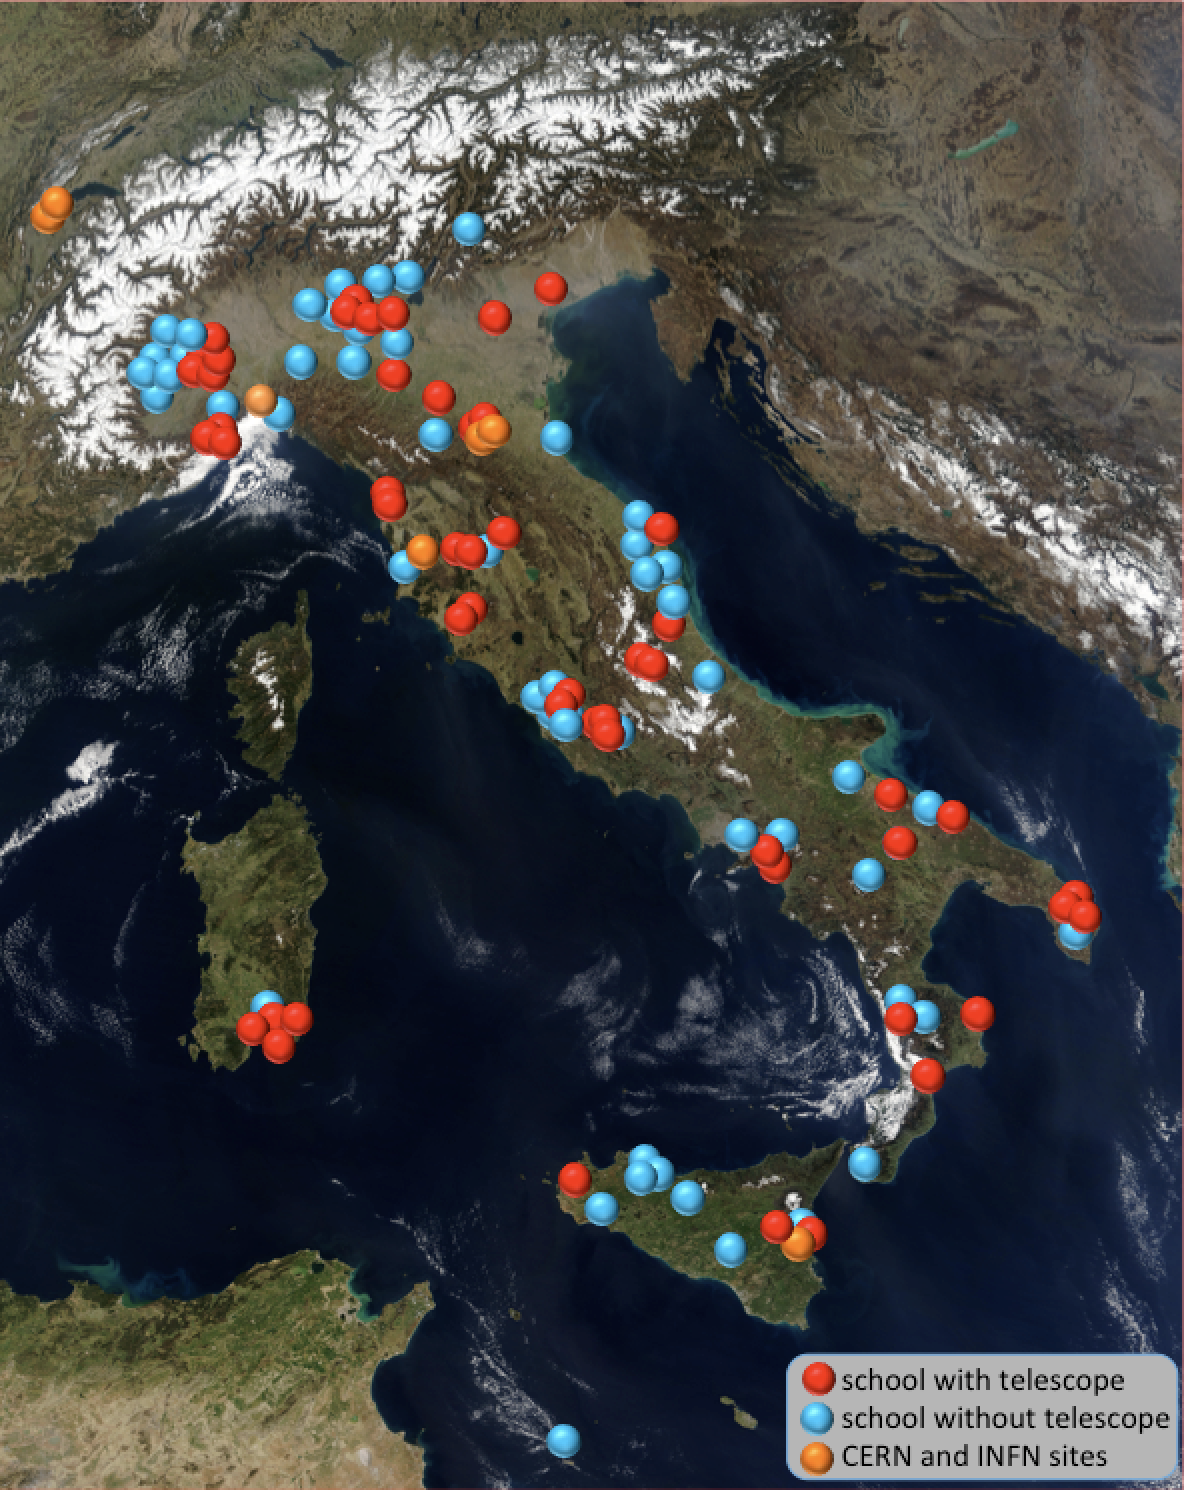 school with telescope
school without telescope
CERN and INFN sites